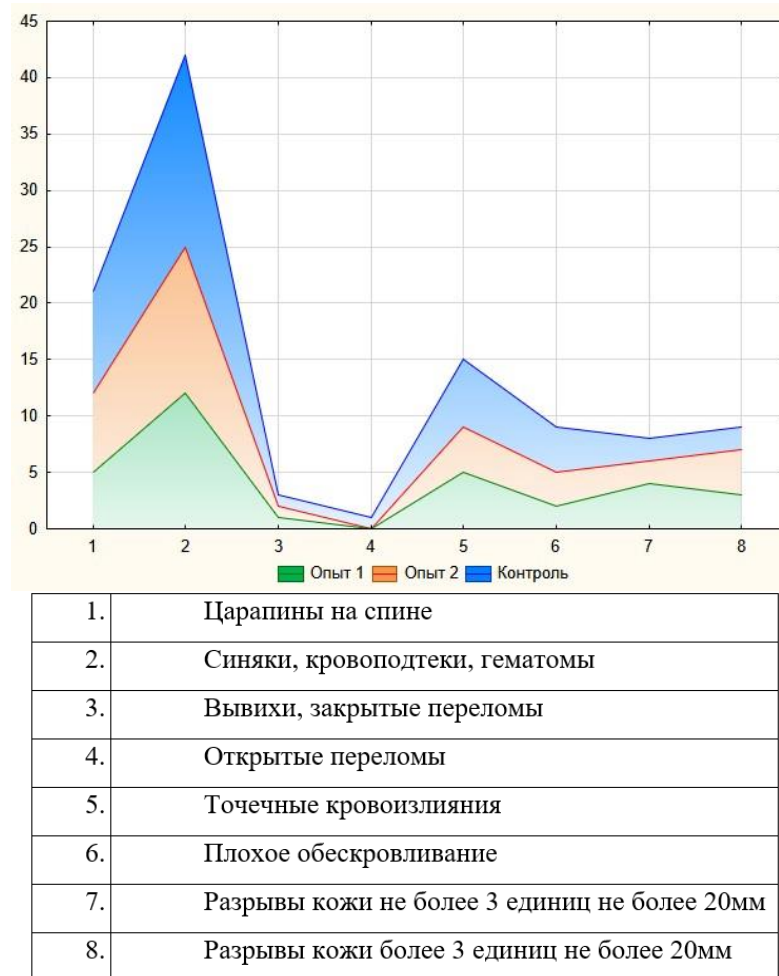 45
40
35
30
25
20
15
10
5
0
1 2 3 4 5 6 7 8
Опыт 1 Опыт 2 Контроль
1. Царапины на спине
2. Синяки, кровоподтеки, гематомы
3. Вывихи, закрытые переломы
4. Открытые переломы
5. Точечные кровоизлияния
6. Плохое обескровливание
7. Разрывы кожи не более 3 единиц не более 20мм
8. Разрывы кожи более 3 единиц не более 20мм